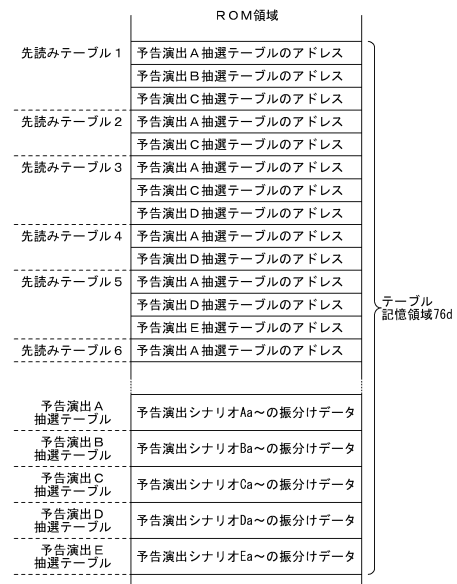 ROM領域
先読みテーブル1
予告演出A抽選テーブルのアドレス
予告演出B抽選テーブルのアドレス
予告演出C抽選テーブルのアドレス
先読みテーブル2
予告演出A抽選テーブルのアドレス
予告演出C抽選テーブルのアドレス
先読みテーブル3
予告演出A抽選テーブルのアドレス
予告演出C抽選テーブルのアドレス
予告演出D抽選テーブルのアドレス
先読みテーブル4
予告演出A抽選テーブルのアドレス
予告演出D抽選テーブルのアドレス
先読みテーブル5
予告演出A抽選テーブルのアドレス
予告演出D抽選テーブルのアドレス
予告演出E抽選テーブルのアドレス
先読みテーブル6
予告演出A抽選テーブルのアドレス
テーブル
記憶領域76d
予告演出A
抽選テーブル
予告演出シナリオAa～の振分けデータ
予告演出B
抽選テーブル
予告演出シナリオBa～の振分けデータ
予告演出C
抽選テーブル
予告演出シナリオCa～の振分けデータ
予告演出D
抽選テーブル
予告演出シナリオDa～の振分けデータ
予告演出E
抽選テーブル
予告演出シナリオEa～の振分けデータ